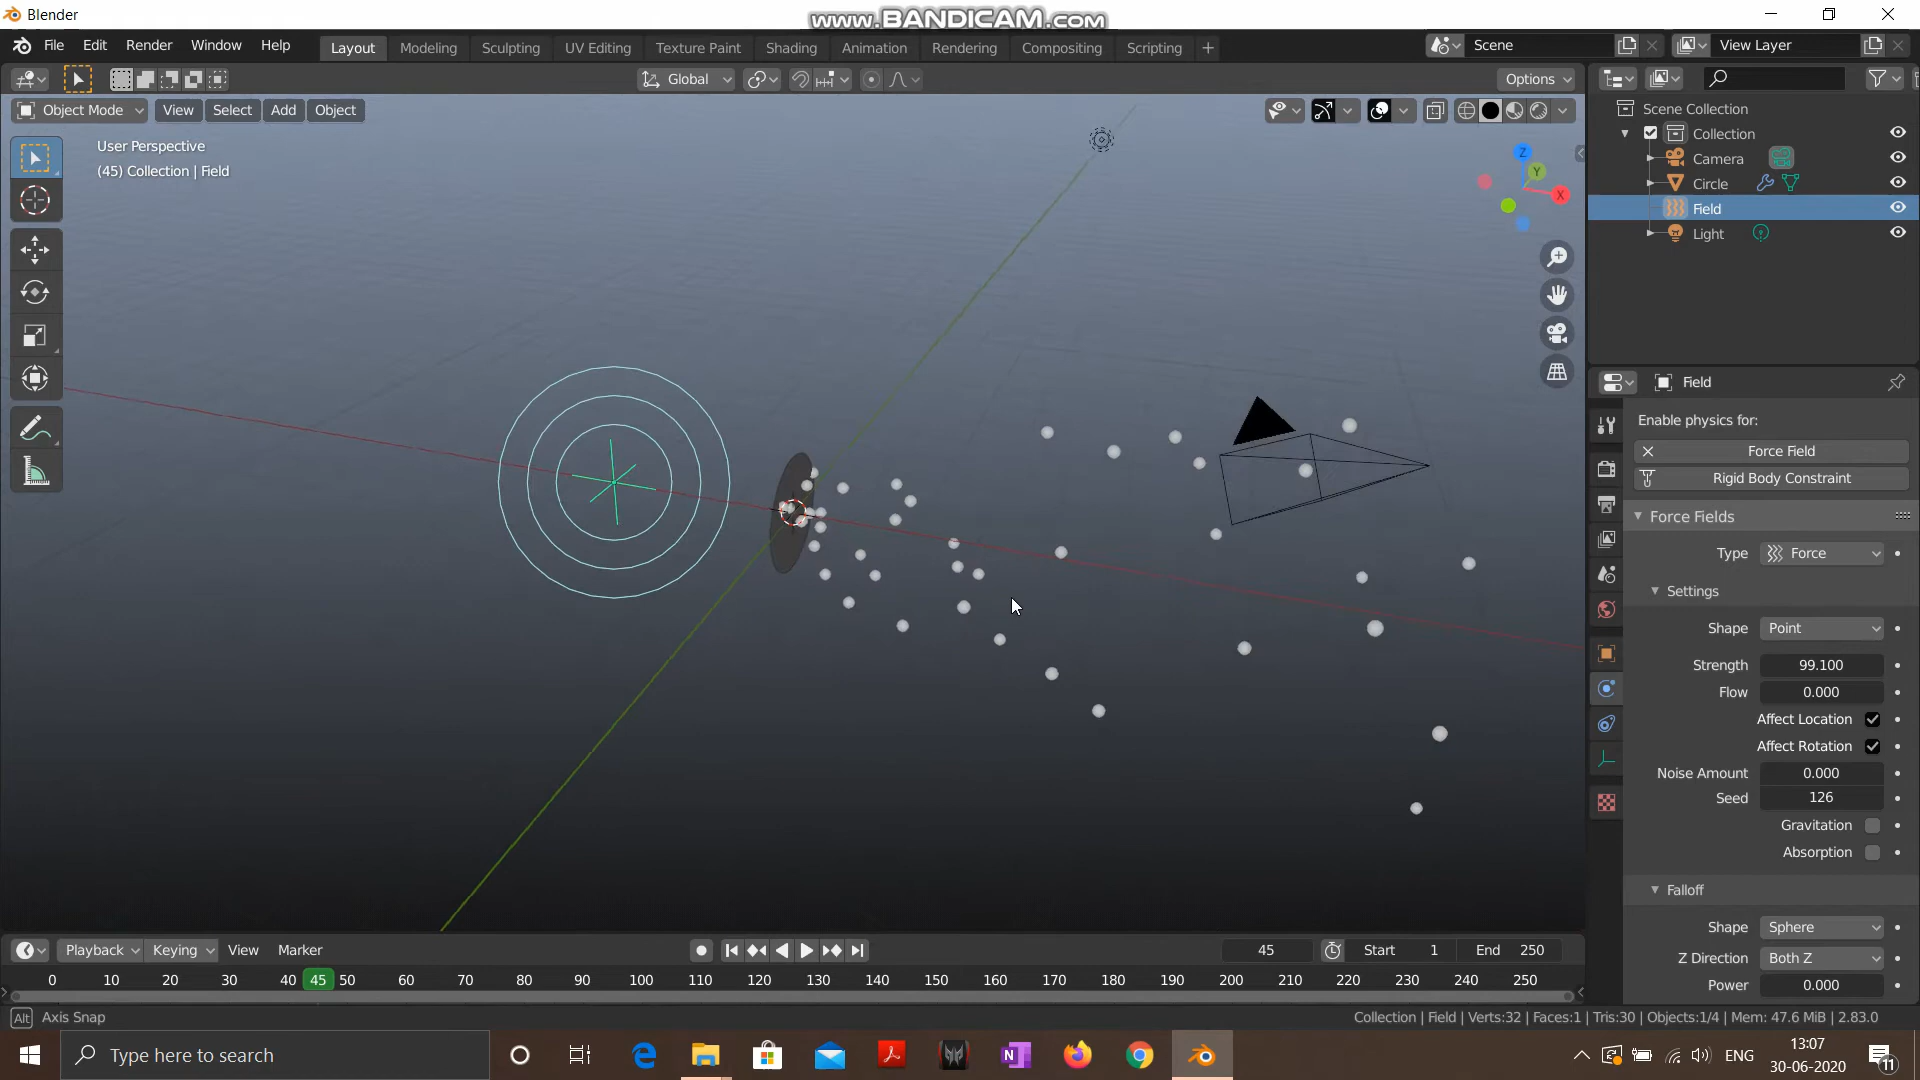 Blender
www.BANDICAM.com
File Edit Render Window Help
Layout Modeling Sculpting UV Editing Texture Paint Shading Animation Rendering Compositing Scripting +
Scene
View Layer
Global
Options
Object Mode View Select Add Object
User Perspective
(45) Collection | Field
Z
Y
X
Scene Collection
Collection
Camera
Circle
Field
Light
Field
Enable physics for:
Force Field
Rigid Body Constraint
Force Fields
Type Force
Settings
Shape Point
Strength 99.100
Flow 0.000
Affect Location
Affect Rotation
Noise Amount 0.000
Seed 126
Gravitation
Absorption
Falloff
Shape Sphere
Z Direction Both Z
Power 0.000
Playback Keying View Marker
45 Start 1 End 250
0 10 20 30 40 45 50 60 70 80 90 100 110 120 130 140 150 160 170 180 190 200 210 220 230 240 250
Alt Axis Snap
Collection | Field | Verts:32 | Faces:1 | Tris:30 | Objects:1/4 | Mem: 47.6 MiB | 2.83.0
Type here to search
ENG
13:07
30-06-2020
11